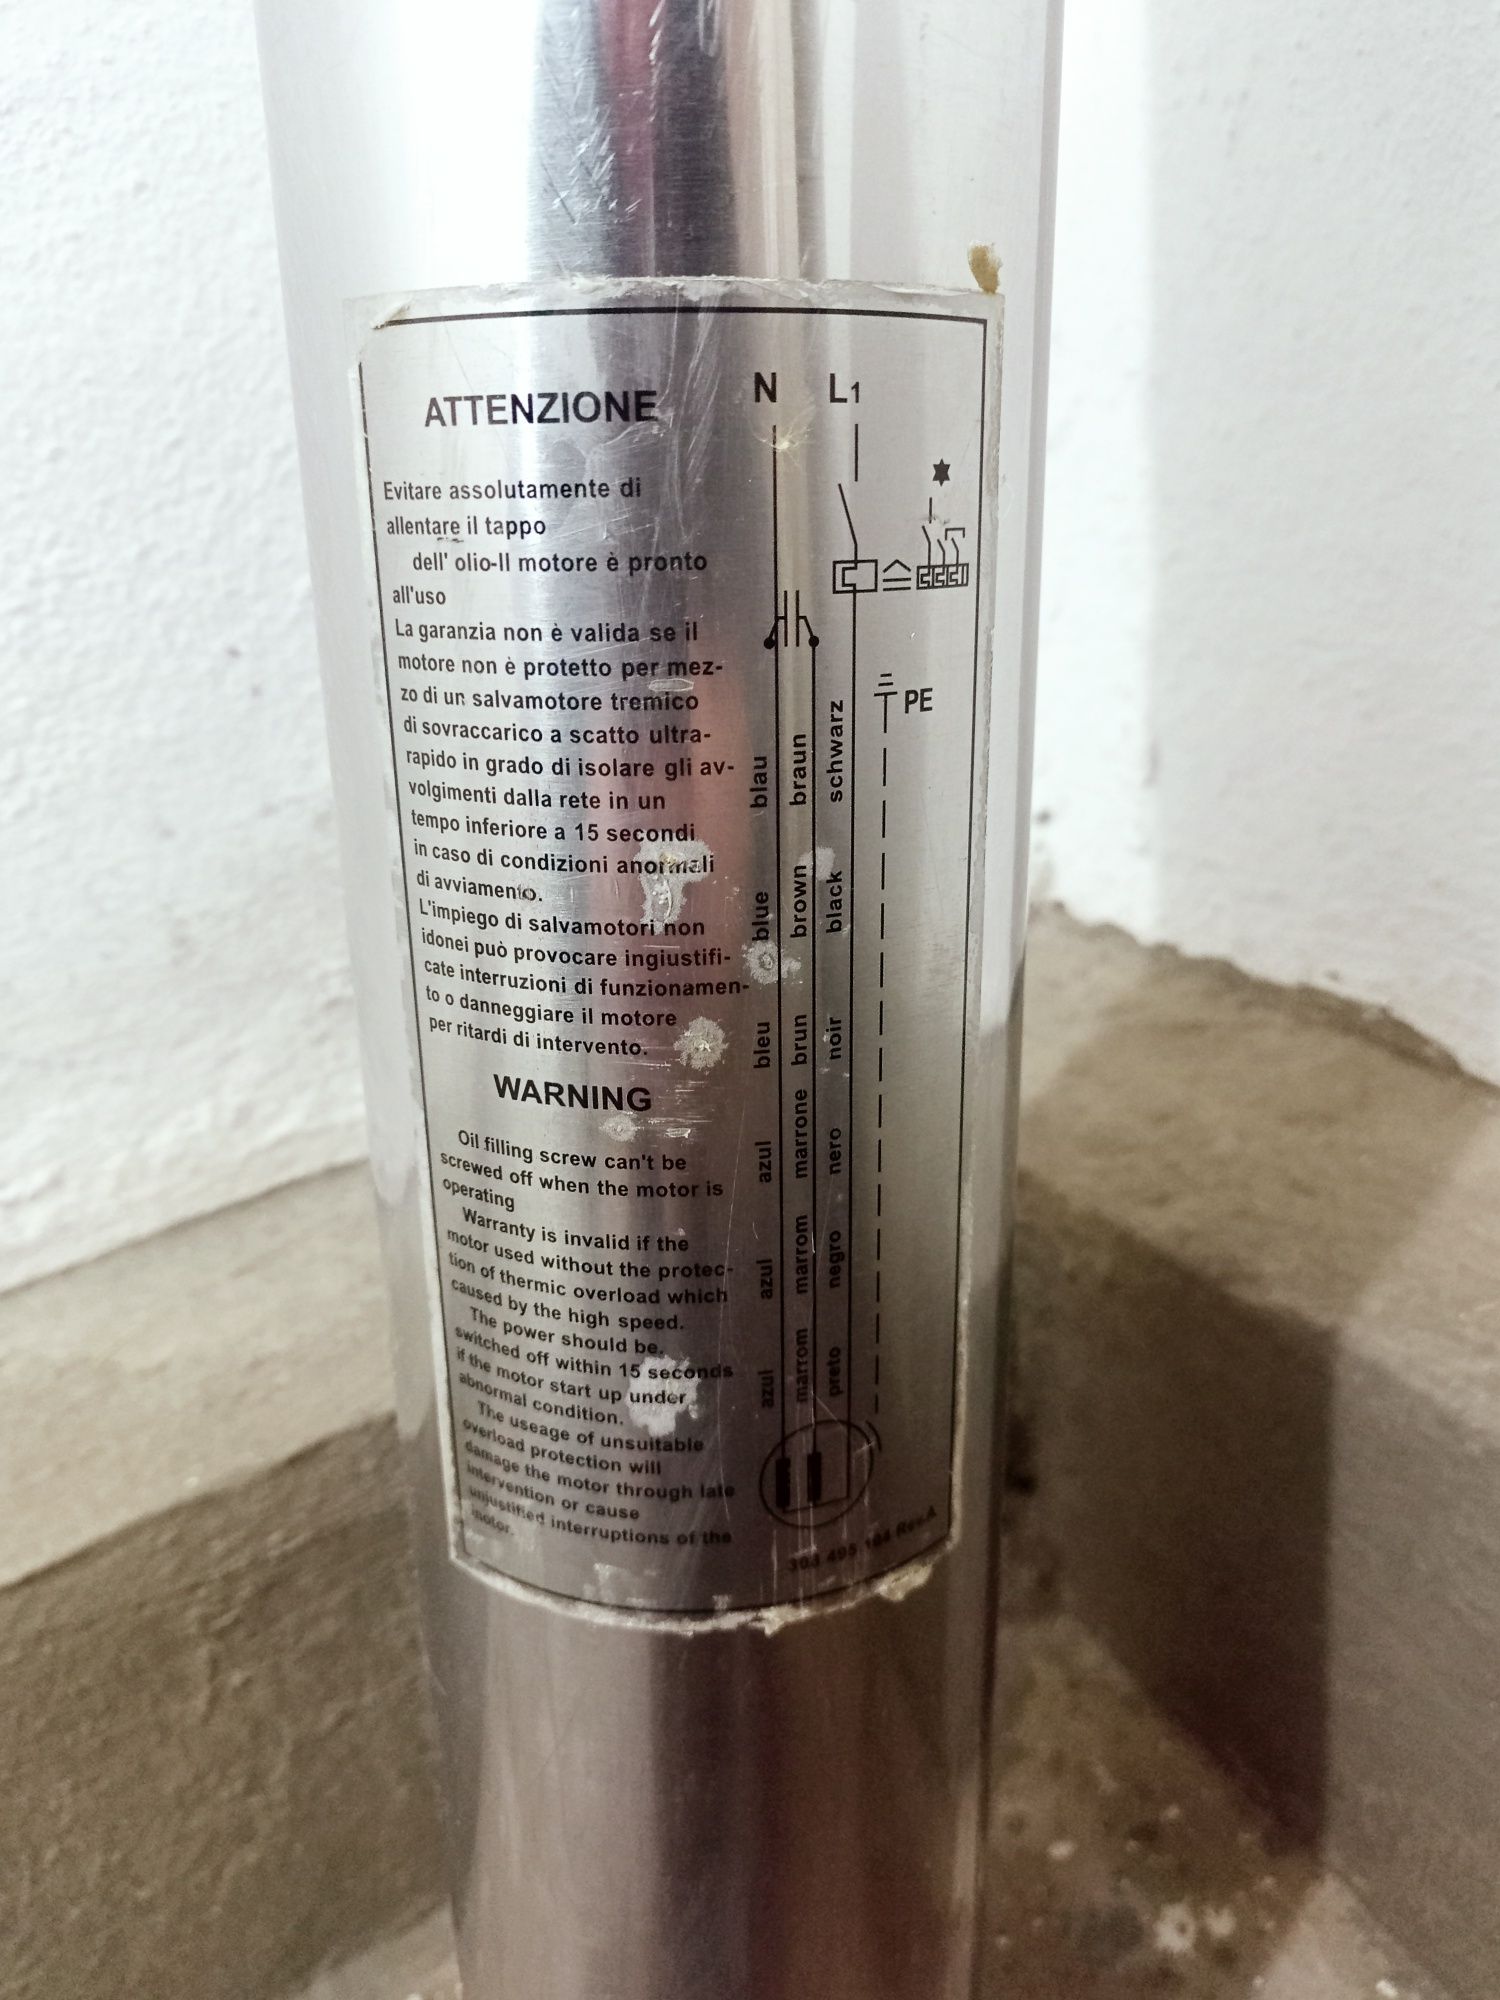 ATTENZIONE
Evitare assolutamente di
allentare il tappo
dell' olio-Il motore è pronto
all'uso
La garanzia non è valida se il
motore non è protetto per mez-
zo di un salvamotore tremico
di sovraccarico a scatto ultra-
rapido in grado di isolare gli av-
volgimenti dalla rete in un
tempo inferiore a 15 secondi
in caso di condizioni anormali
di avviamento.
L'impiego di salvamotori non
idonei può provocare ingiustifi-
cate interruzioni di funzionamen-
to o danneggiare il motore
per ritardi di intervento.
WARNING
Oil filling screw can't be
screwed off when the motor is
operating
Warranty is invalid if the
motor used without the protec-
tion of thermic overload which
caused by the high speed.
The power should be.
switched off within 15 seconds
if the motor start up under
abnormal condition.
The useage of unsuitable
overload protection will
damage the motor through late
intervention or cause
unjustified interruptions of the
motor.
N L1
PE
blau braun schwarz
blue brown black
bleu brun noir
azul marrone nero
azul marrom negro
azul marrom preto
Rev.A